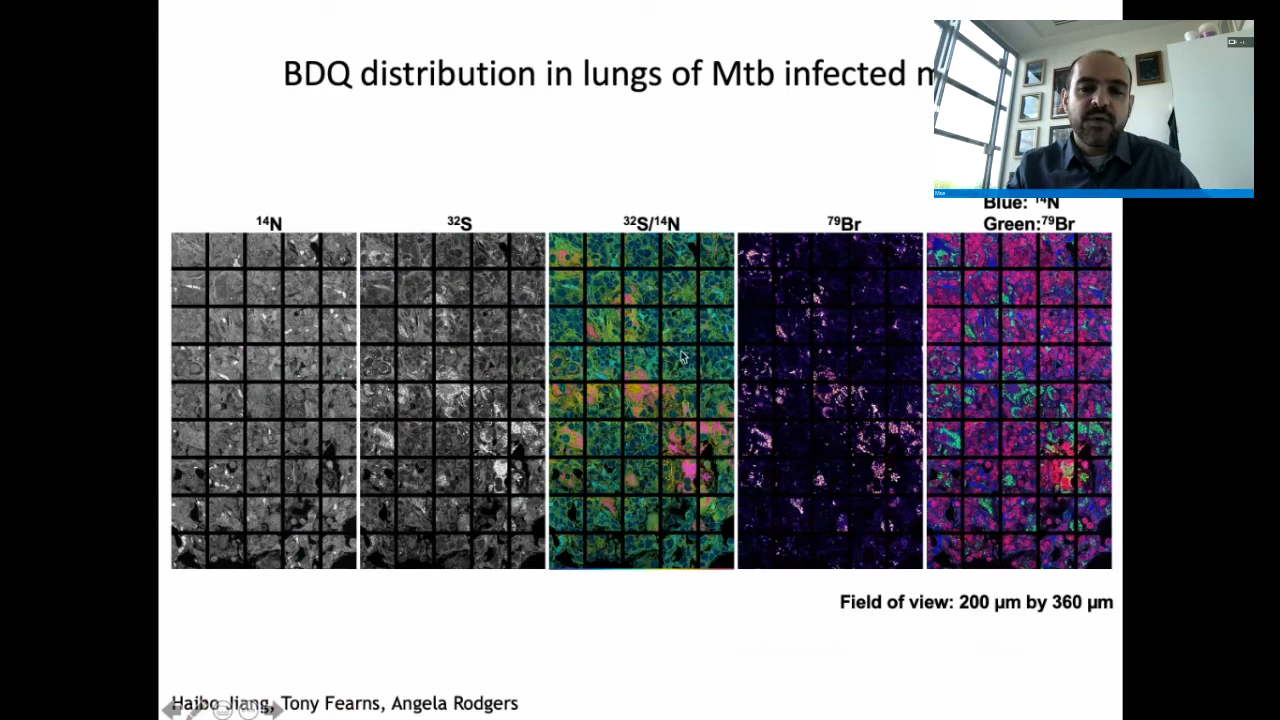 BDQ distribution in lungs of Mtb infected
¹⁴N
³²S
³²S/¹⁴N
⁷⁹Br
Blue: ¹⁴N
Green:⁷⁹Br
Field of view: 200 µm by 360 µm
Haibo Jiang, Tony Fearns, Angela Rodgers
Max